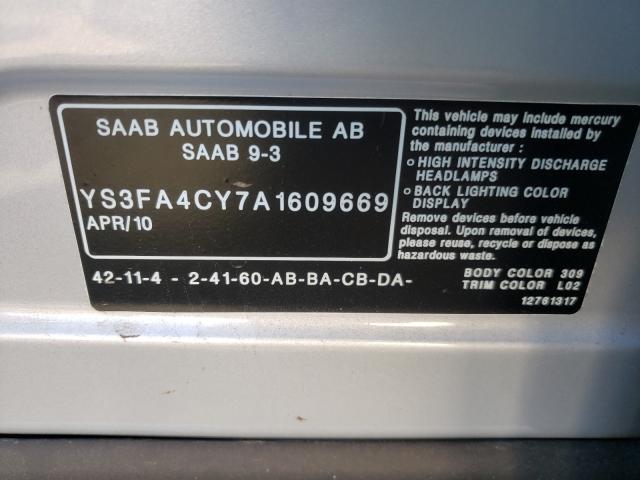 SAAB AUTOMOBILE AB
SAAB 9-3
YS3FA4CY7A1609669
APR/10
42-11-4 - 2-41-60-AB-BA-CB-DA-
This vehicle may include mercury
containing devices installed by
the manufacturer :
o HIGH INTENSITY DISCHARGE
HEADLAMPS
o BACK LIGHTING COLOR
DISPLAY
Remove devices before vehicle
disposal. Upon removal of devices,
please reuse, recycle or dispose as
hazardous waste.
BODY COLOR 309
TRIM COLOR L02
12761317